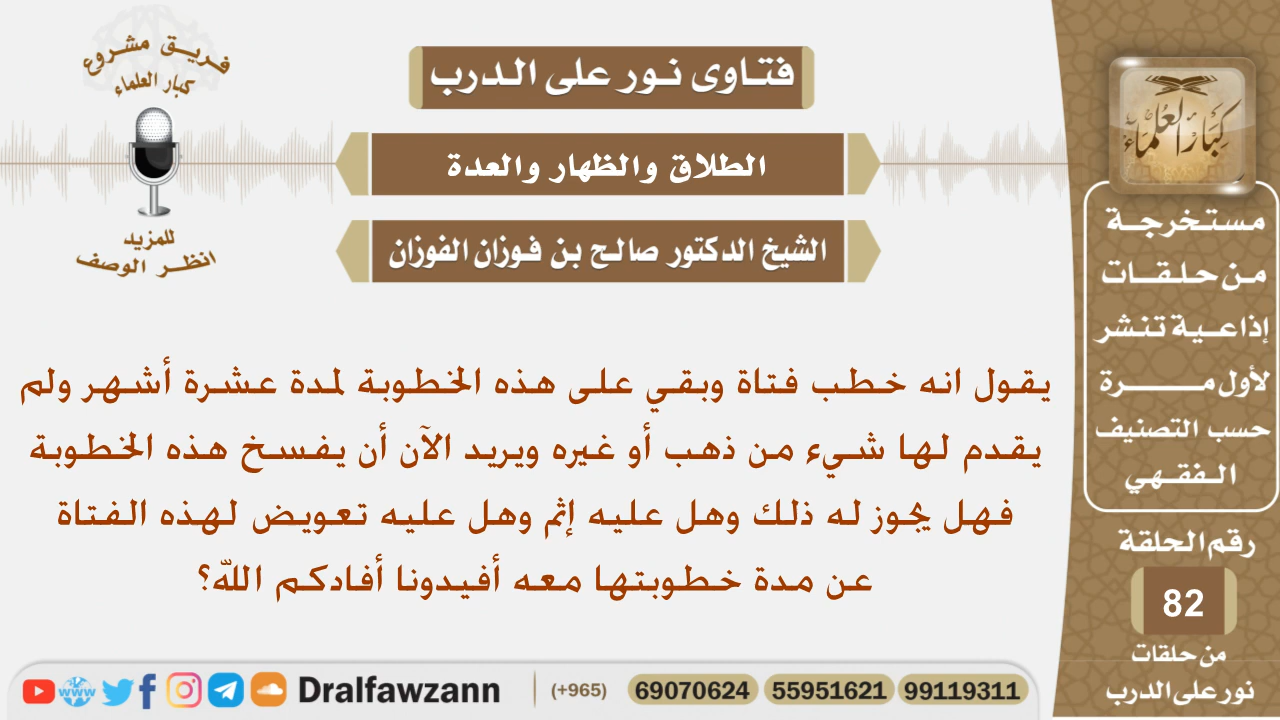 فريق مشروع
كبار العلماء
للمزيد
انظر الوصف
فتاوى نور على الدرب
الطلاق والظهار والعدة
الشيخ الدكتور صالح بن فوزان الفوزان
يقول انه خطب فتاة وبقي على هذه الخطوبة لمدة عشرة أشهر ولم
يقدم لها شيء من ذهب أو غيره ويريد الآن أن يفسخ هذه الخطوبة
فهل يجوز له ذلك وهل عليه إثم وهل عليه تعويض لهذه الفتاة
عن مدة خطوبتها معه أفيدونا أفادكم الله؟
كبار العلماء
مستخرجة
من حلقات
إذاعية تنشر
لأول مرة
حسب التصنيف
الفقهي
رقم الحلقة
82
من حلقات
نور على الدرب
www
Dralfawzann
(+965)
69070624
55951621
99119311